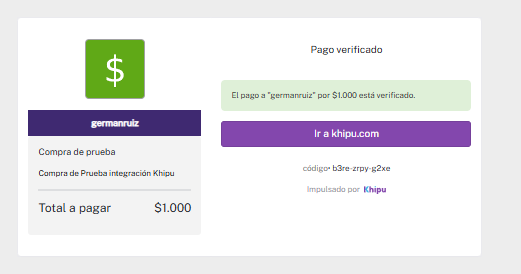 $
germanruiz
Compra de prueba
Compra de Prueba integración Khipu
Total a pagar $1.000
Pago verificado
El pago a "germanruiz" por $1.000 está verificado.
Ir a khipu.com
código• b3re-zrpy-g2xe
Impulsado por Khipu